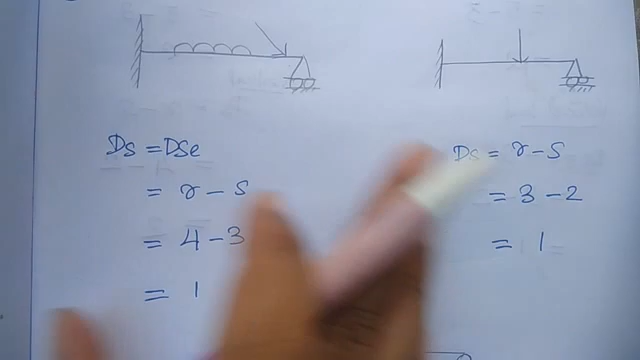 Ds = Dse
= r - s
= 4 - 3
= 1
Ds = r - s
= 3 - 2
= 1